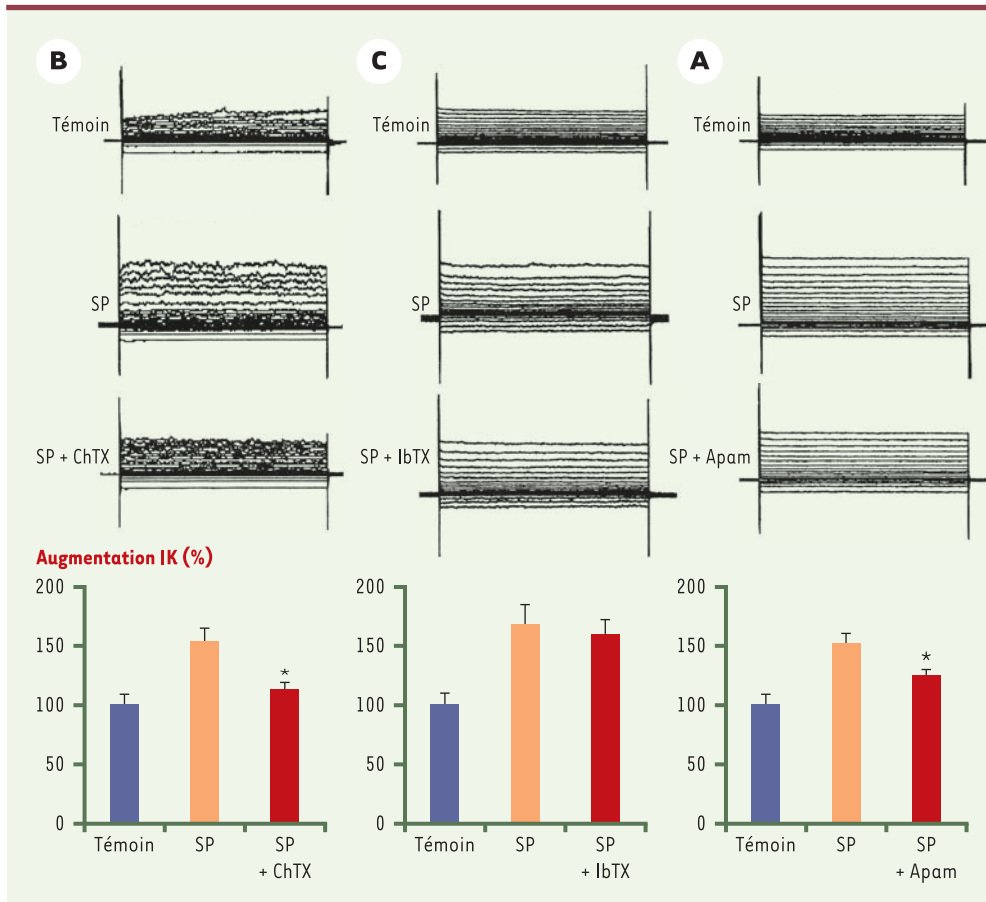 B
Témoin
SP
SP + ChTX
C
Témoin
SP
SP + IbTX
A
Témoin
SP
SP + Apam
Augmentation IK (%)
200
150
100
50
0
*
Témoin
SP
SP
+ ChTX
200
150
100
50
0
Témoin
SP
SP
+ IbTX
200
150
100
50
0
*
Témoin
SP
SP
+ Apam